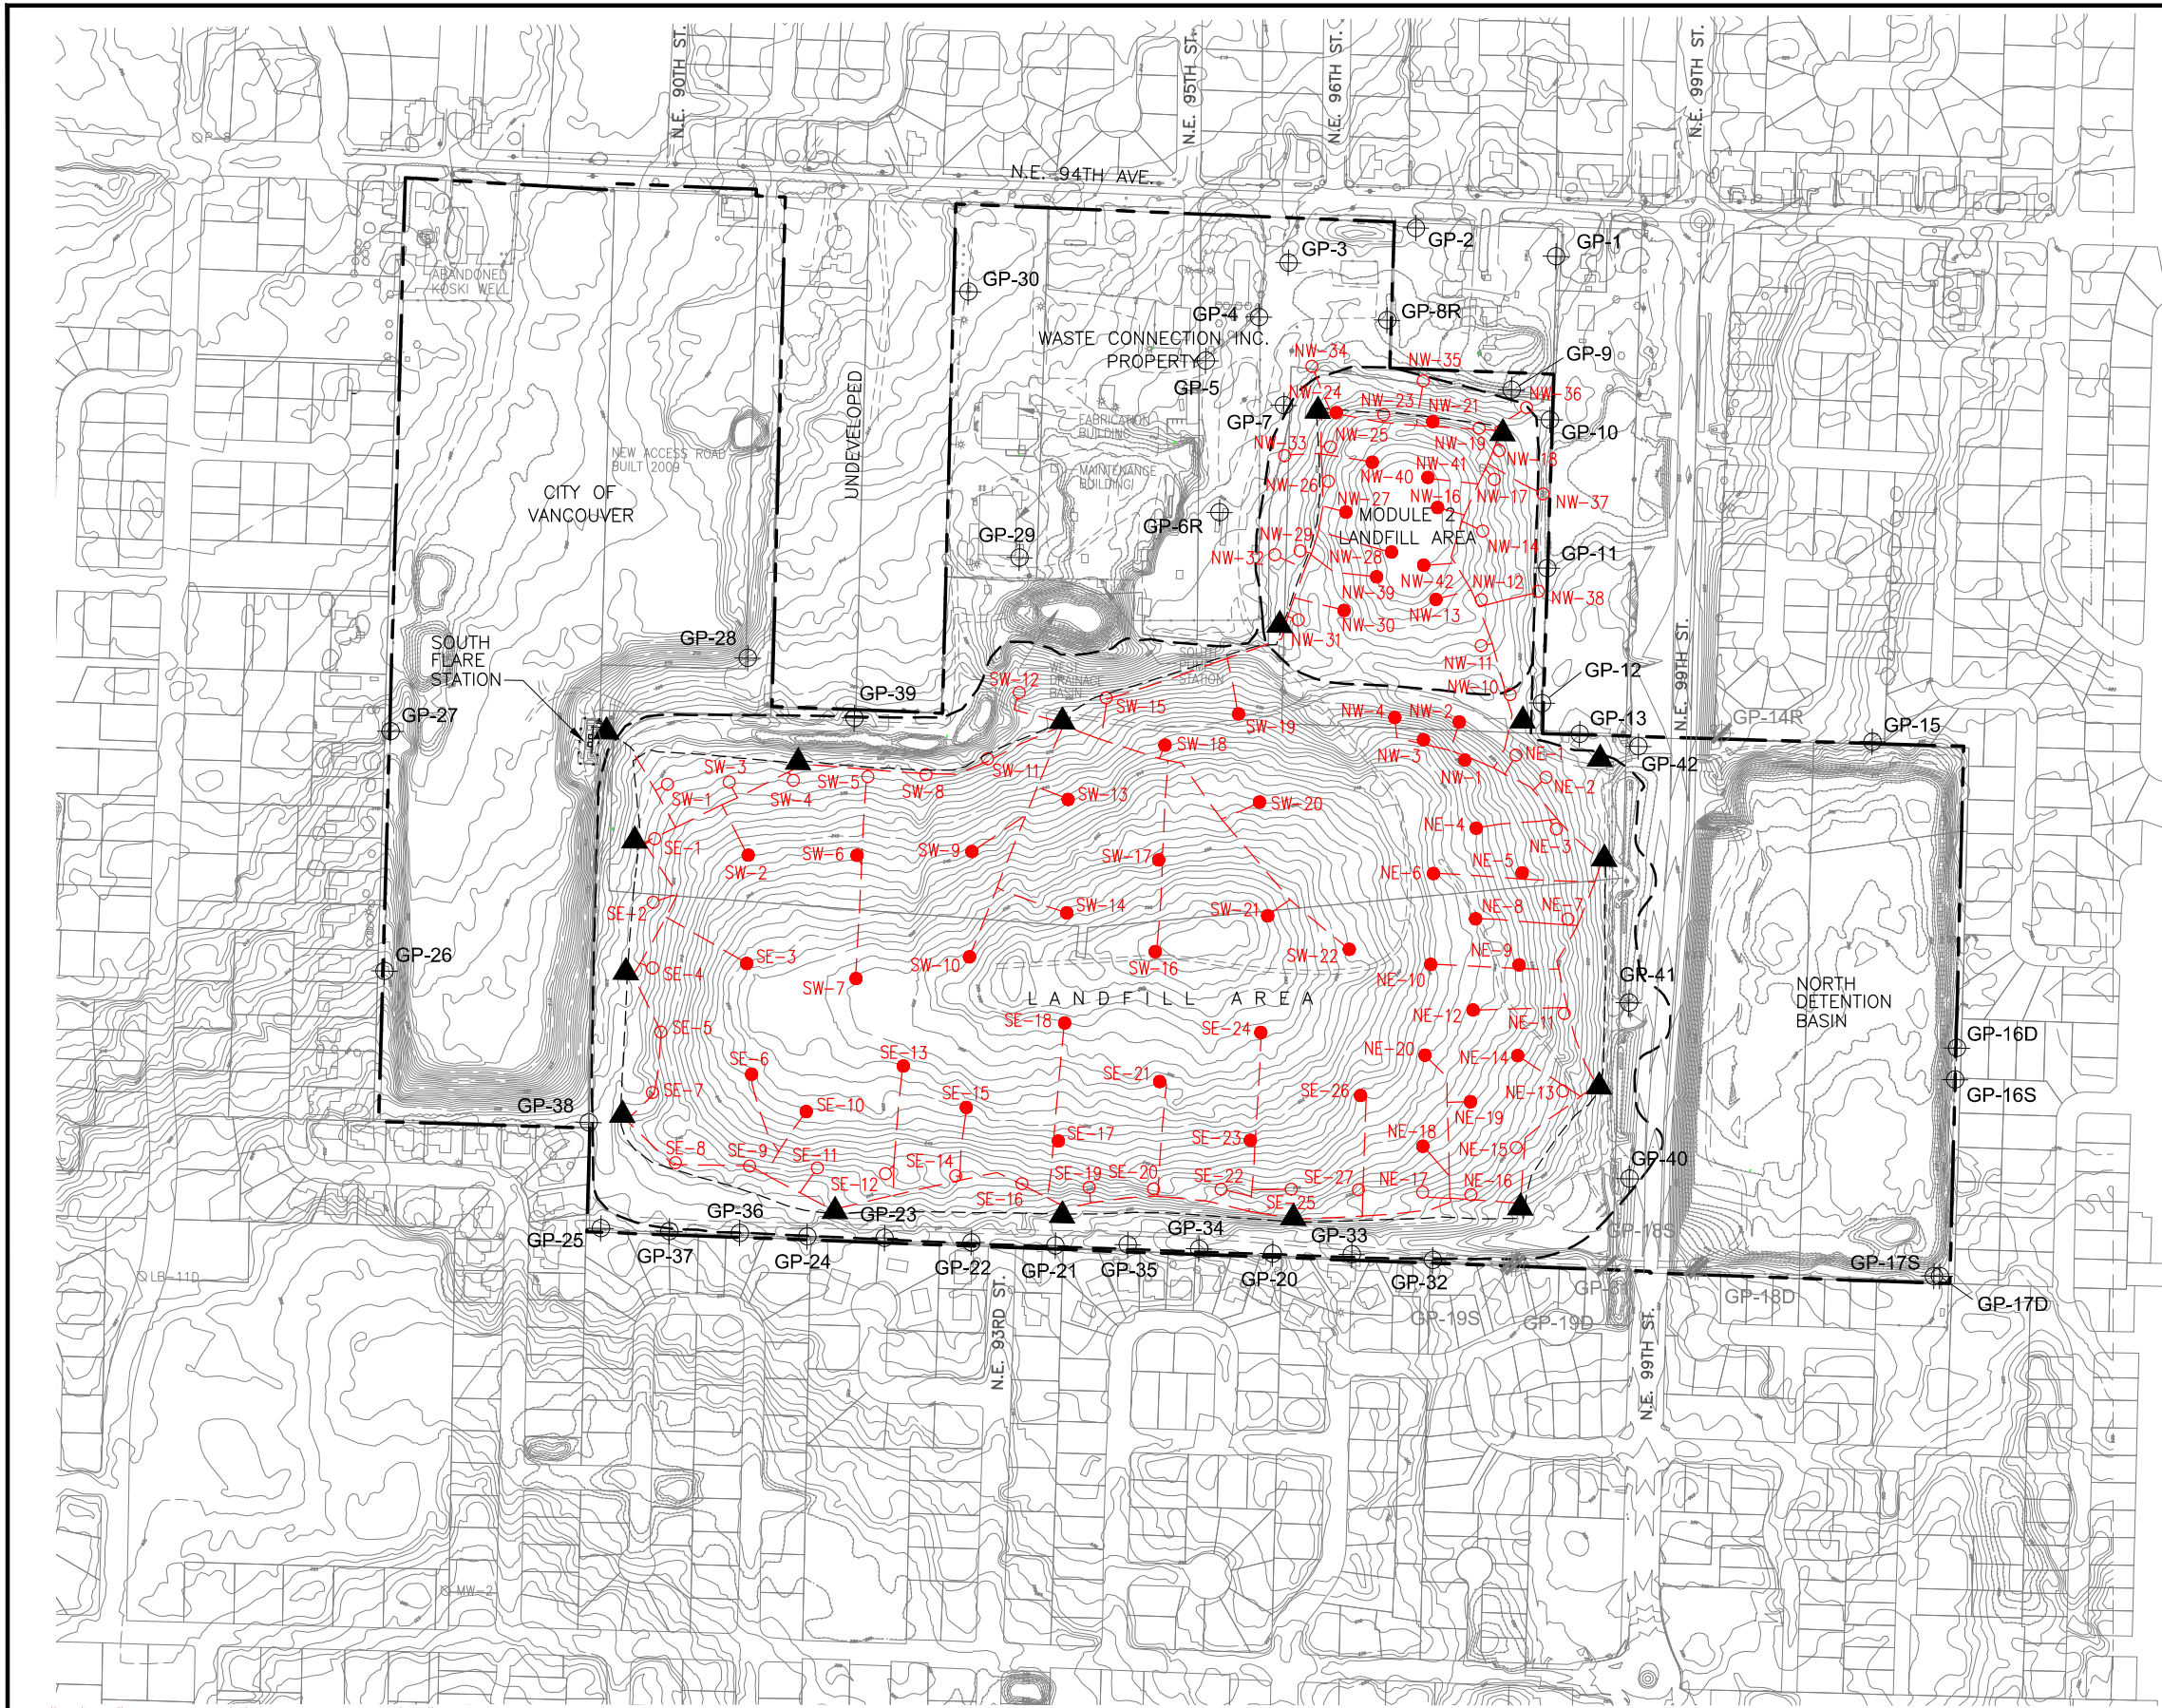 N.E. 90TH ST.
N.E. 95TH ST.
N.E. 96TH ST.
N.E. 99TH ST.
N.E. 94TH AVE.
ABANDONED
KOSKI WELL
GP-30
GP-3
GP-2
GP-1
GP-4
GP-8R
WASTE CONNECTION INC.
PROPERTY
GP-5
GP-7
GP-9
GP-10
NW-34
NW-35
NW-36
NW-24
NW-23
NW-21
NW-33
NW-25
NW-19
NW-18
NW-41
NW-40
NW-26
NW-27
NW-16
NW-17
NW-37
FABRICATION
BUILDING
MAINTENANCE
BUILDING
NEW ACCESS ROAD
BUILT 2009
CITY OF
VANCOUVER
UNDEVELOPED
GP-6R
GP-29
MODULE 2
LANDFILL AREA
NW-29
NW-32
NW-28
NW-14
GP-11
NW-42
NW-12
NW-39
NW-13
NW-38
NW-30
NW-31
NW-11
NW-10
GP-28
SOUTH
FLARE
STATION
GP-27
GP-39
WEST
DRAINAGE
BASIN
SOUTH
PUMP
STATION
N.E. 99TH ST.
GP-12
GP-13
GP-14R
GP-15
GP-42
SW-12
SW-15
SW-19
SW-18
NW-4
NW-2
NW-3
NW-1
NE-1
NE-2
SW-3
SW-1
SW-4
SW-5
SW-8
SW-11
SW-13
SW-20
NE-4
NE-3
SE-1
SW-2
SW-6
SW-9
SW-17
NE-5
NE-6
SE-2
SW-14
SW-21
NE-8
NE-7
SE-3
SE-4
SW-7
SW-10
SW-16
SW-22
NE-9
NE-10
GP-26
LANDFILL AREA
GP-41
NORTH
DETENTION
BASIN
SE-5
SE-18
SE-24
NE-12
NE-11
SE-6
SE-13
NE-20
NE-14
GP-16D
GP-16S
SE-7
SE-10
SE-15
SE-21
SE-26
NE-13
NE-19
GP-38
SE-17
SE-23
NE-18
NE-15
SE-8
SE-9
SE-11
SE-12
SE-14
SE-16
SE-19
SE-20
SE-22
SE-25
SE-27
NE-17
NE-16
GP-40
GP-25
GP-37
GP-36
GP-24
GP-23
GP-22
GP-21
GP-35
GP-34
GP-20
GP-33
GP-32
GP-18S
GP-17S
GP-17D
GP-18D
GP-19S
GP-19D
LB-11D
N.E. 93RD ST.
N.E. 99TH ST.
MW-2